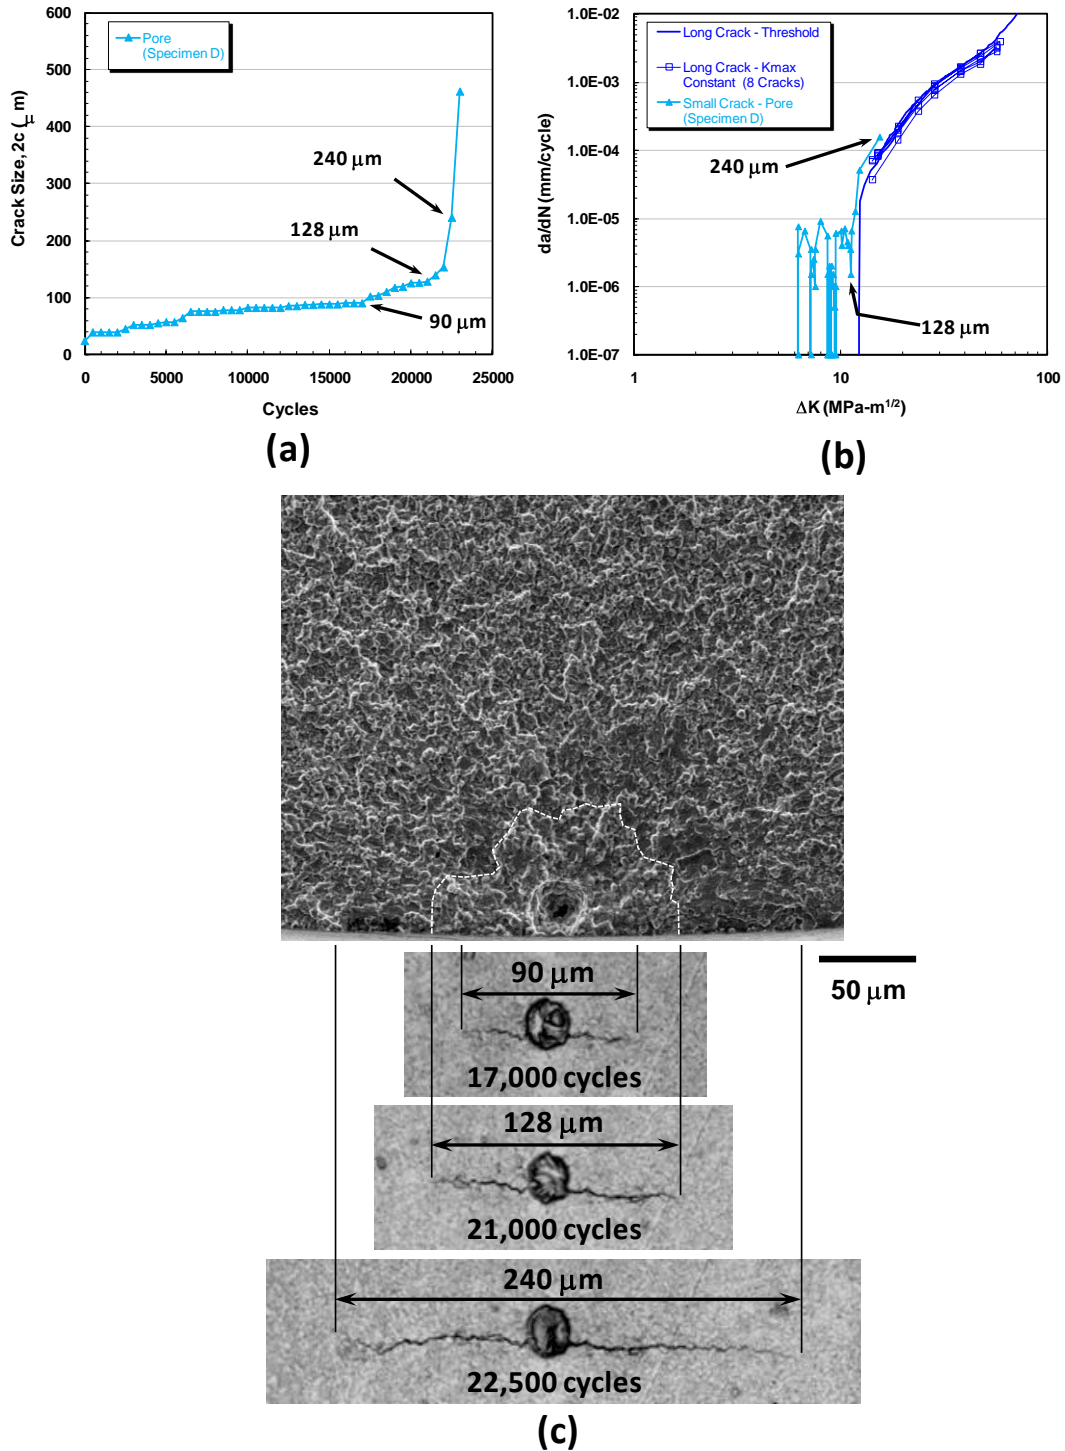 600
500
400
300
200
100
0
Crack Size, 2c (μm)
Pore
(Specimen D)
240 μm
128 μm
90 μm
0
5000
10000
15000
20000
25000
Cycles
(a)
1.0E-02
1.0E-03
1.0E-04
1.0E-05
1.0E-06
1.0E-07
da/dN (mm/cycle)
Long Crack - Threshold
Long Crack - Kmax
Constant (8 Cracks)
Small Crack - Pore
(Specimen D)
240 μm
128 μm
1
10
100
ΔK (MPa-m1/2)
(b)
50 μm
90 μm
17,000 cycles
128 μm
21,000 cycles
240 μm
22,500 cycles
(c)